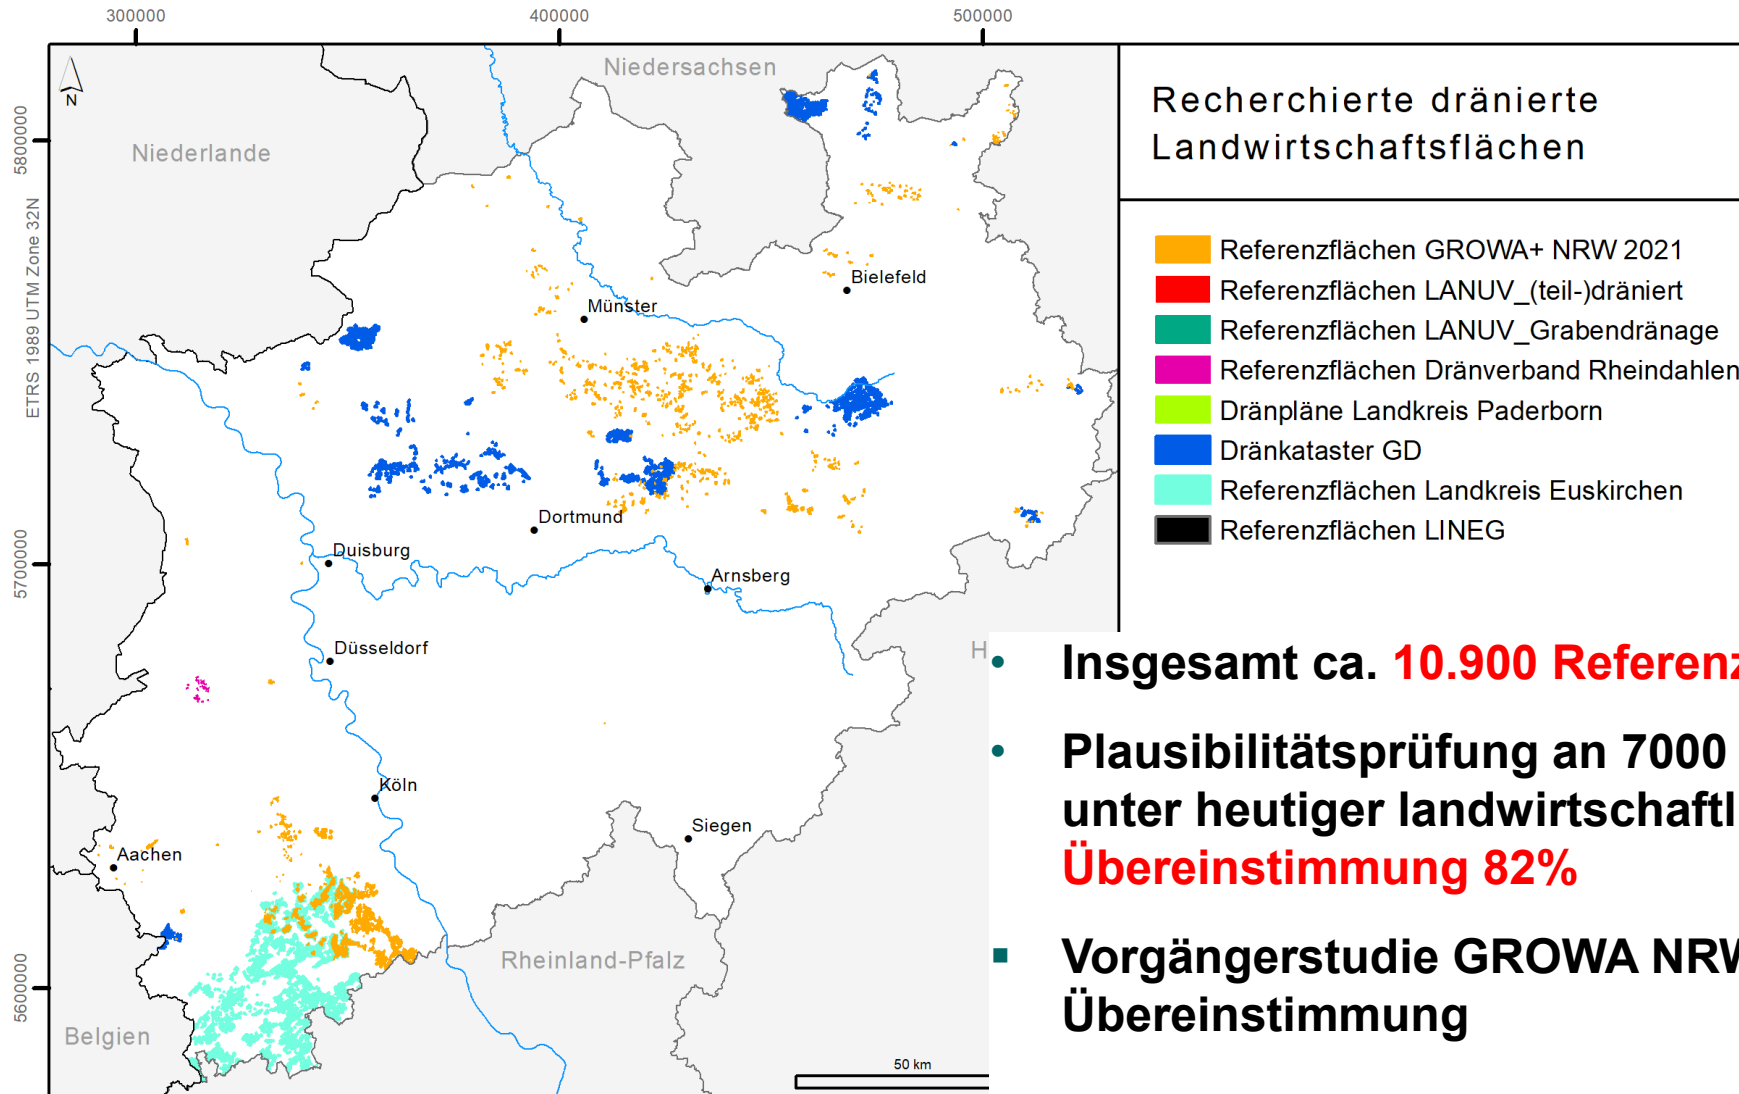 300000
400000
500000
Niedersachsen
N
Niederlande
5800000
ETRS 1989 UTM Zone 32N
5700000
5600000
Bielefeld
Münster
Dortmund
Duisburg
Arnsberg
Düsseldorf
H
Köln
Siegen
Aachen
Rheinland-Pfalz
Belgien
50 km
Recherchierte dränierte
Landwirtschaftsflächen
Referenzflächen GROWA+ NRW 2021
Referenzflächen LANUV_(teil-)dräniert
Referenzflächen LANUV_Grabendränage
Referenzflächen Dränverband Rheindahlen
Dränpläne Landkreis Paderborn
Dränkataster GD
Referenzflächen Landkreis Euskirchen
Referenzflächen LINEG
• Insgesamt ca. 10.900 Referenz
• Plausibilitätsprüfung an 7000
unter heutiger landwirtschaftl
Übereinstimmung 82%
▪ Vorgängerstudie GROWA NRW
Übereinstimmung